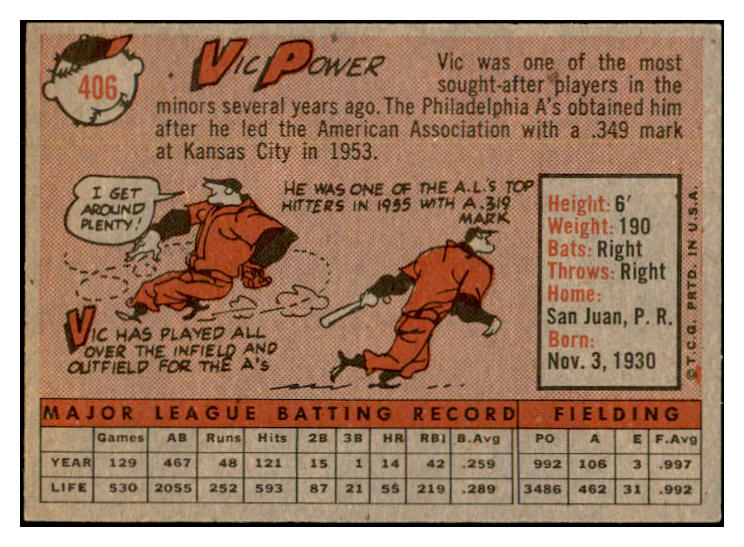 406
VIC POWER
Vic was one of the most
sought-after players in the
minors several years ago. The Philadelphia A's obtained him
after he led the American Association with a .349 mark
at Kansas City in 1953.
I GET
AROUND
PLENTY!
HE WAS ONE OF THE A.L.'S TOP
HITTERS IN 1955 WITH A .319
MARK
VIC HAS PLAYED ALL
OVER THE INFIELD AND
OUTFIELD FOR THE A's
Height: 6'
Weight: 190
Bats: Right
Throws: Right
Home:
San Juan, P. R.
Born:
Nov. 3, 1930
© T.C.G. PRTD. IN U.S.A.
MAJOR LEAGUE BATTING RECORD FIELDING
Games AB Runs Hits 2B 3B HR RBI B.Avg PO A E F.Avg
YEAR 129 467 48 121 15 1 14 42 .259 992 106 3 .997
LIFE 530 2055 252 593 87 21 55 219 .289 3486 462 31 .992